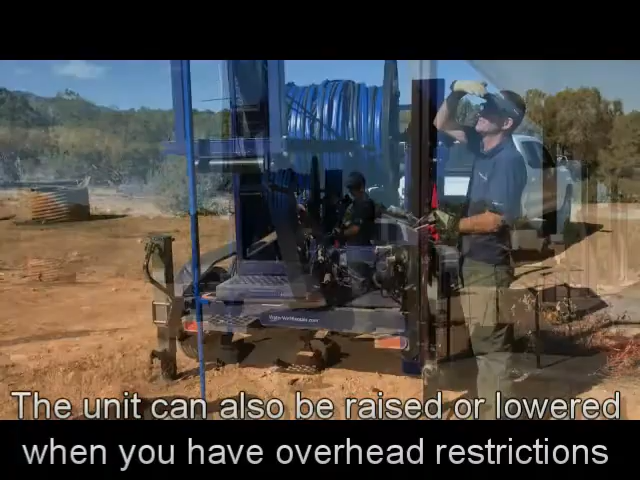 The unit can also be raised or lowered
when you have overhead restrictions